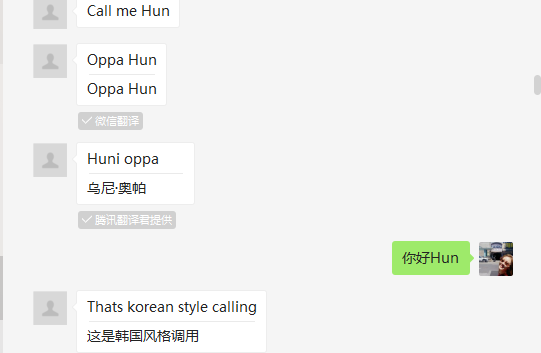 Call me Hun
Oppa Hun
Oppa Hun
微信翻译
Huni oppa
乌尼·奥帕
腾讯翻译君提供
你好Hun
Thats korean style calling
这是韩国风格调用